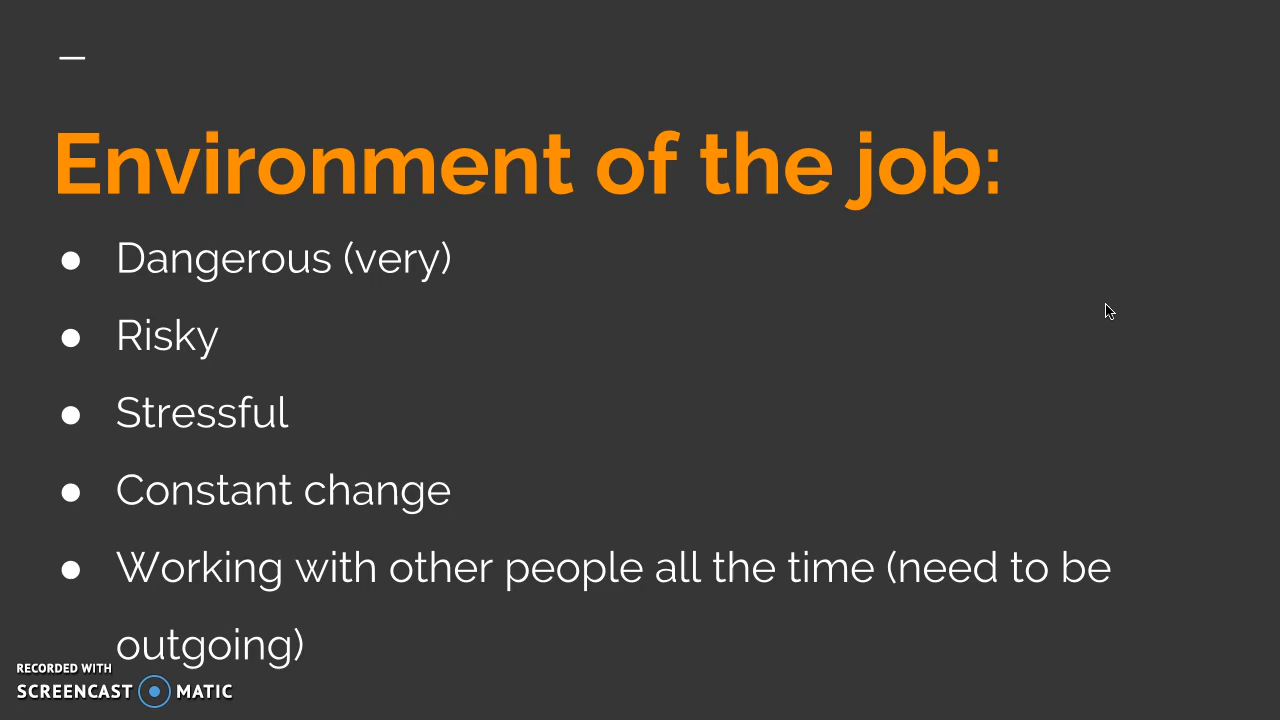 Environment of the job:
● Dangerous (very)
● Risky
● Stressful
● Constant change
● Working with other people all the time (need to be
outgoing)
RECORDED WITH
SCREENCAST MATIC